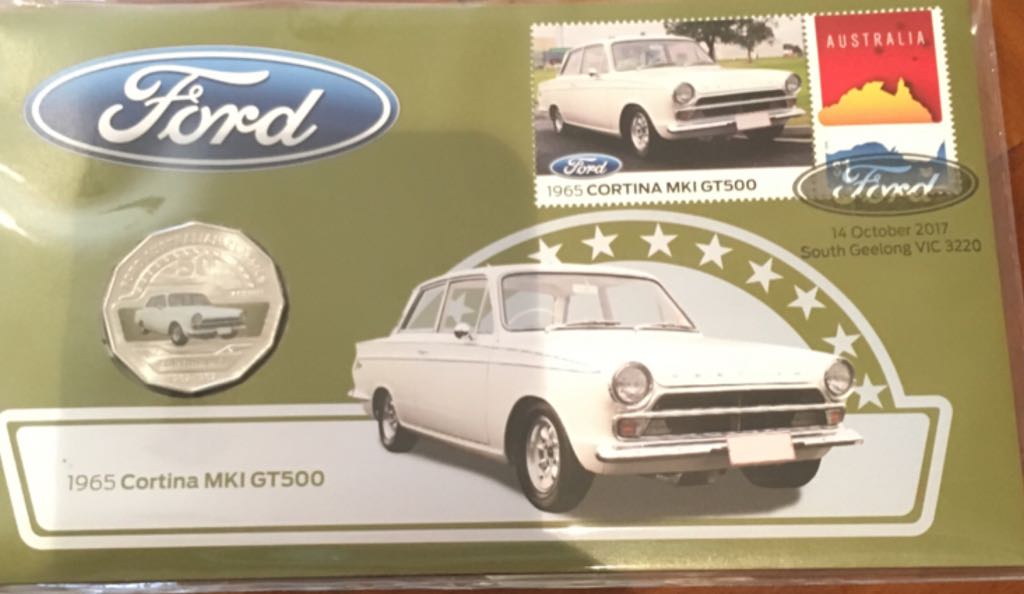 Ford
AUSTRALIA
Ford
1965 CORTINA MKI GT500
Ford
14 October 2017
South Geelong VIC 3220
50
1965 Cortina MKI GT500